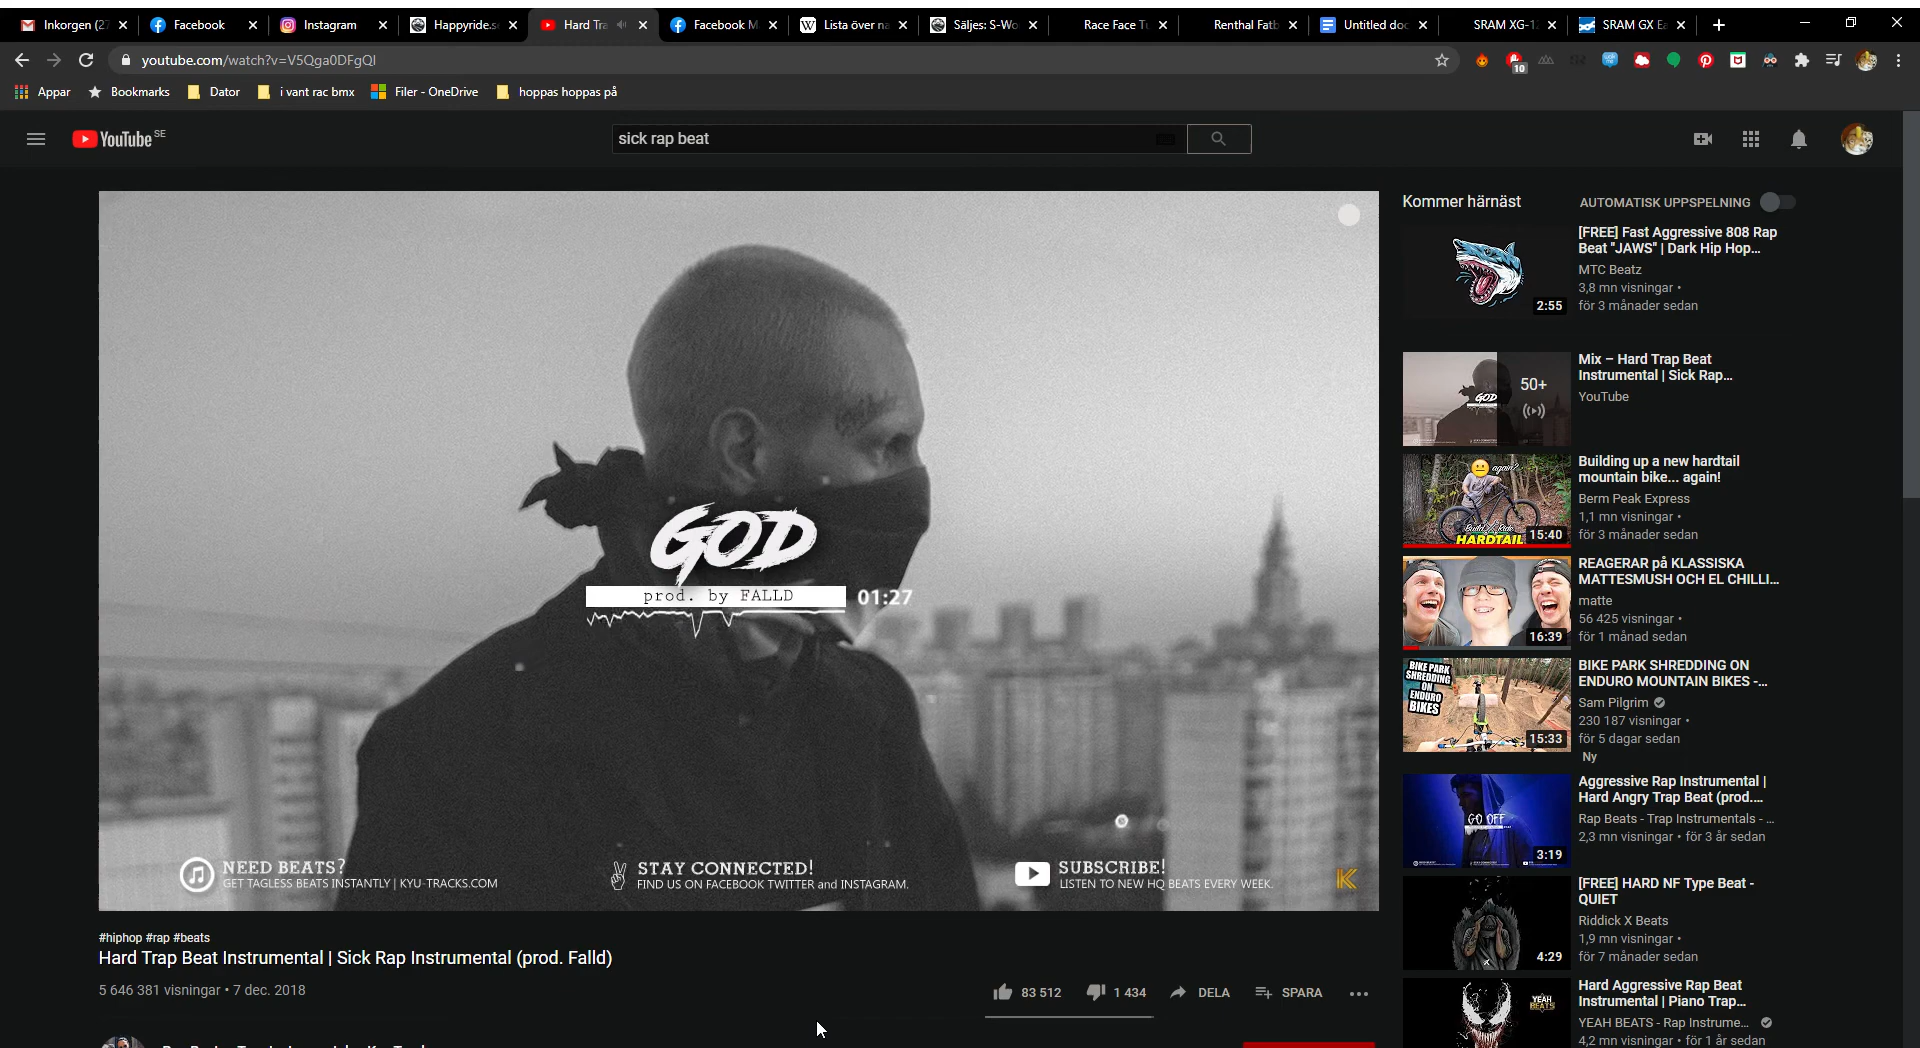 Inkorgen (27
Facebook
Instagram
Happyride.s
Hard Tra
Facebook M
Lista över na
Säljes: S-Wo
Race Face Tu
Renthal Fatb
Untitled doc
SRAM XG-12
SRAM GX Ea
youtube.com/watch?v=V5Qga0DFgQI
10
Appar
Bookmarks
Dator
i vant rac bmx
Filer - OneDrive
hoppas hoppas på
YouTube SE
sick rap beat
GOD
prod. by FALLD
01:27
NEED BEATS?
GET TAGLESS BEATS INSTANTLY | KYU-TRACKS.COM
STAY CONNECTED!
FIND US ON FACEBOOK TWITTER and INSTAGRAM.
SUBSCRIBE!
LISTEN TO NEW HQ BEATS EVERY WEEK.
K
#hiphop #rap #beats
Hard Trap Beat Instrumental | Sick Rap Instrumental (prod. Falld)
5 646 381 visningar • 7 dec. 2018
83 512
1 434
DELA
SPARA
Kommer härnäst
AUTOMATISK UPPSPELNING
2:55
[FREE] Fast Aggressive 808 Rap
Beat "JAWS" | Dark Hip Hop...
MTC Beatz
3,8 mn visningar •
för 3 månader sedan
GOD
50+
Mix – Hard Trap Beat
Instrumental | Sick Rap...
YouTube
again?
Build & Ride
HARDTAIL
15:40
Building up a new hardtail
mountain bike... again!
Berm Peak Express
1,1 mn visningar •
för 3 månader sedan
16:39
REAGERAR på KLASSISKA
MATTESMUSH OCH EL CHILLI...
matte
56 425 visningar •
för 1 månad sedan
BIKE PARK
SHREDDING
ON
ENDURO
BIKES
15:33
BIKE PARK SHREDDING ON
ENDURO MOUNTAIN BIKES -...
Sam Pilgrim
230 187 visningar •
för 5 dagar sedan
Ny
GO OFF
3:19
Aggressive Rap Instrumental |
Hard Angry Trap Beat (prod....
Rap Beats - Trap Instrumentals - ...
2,3 mn visningar • för 3 år sedan
4:29
[FREE] HARD NF Type Beat -
QUIET
Riddick X Beats
1,9 mn visningar •
för 7 månader sedan
YEAH
BEATS
Hard Aggressive Rap Beat
Instrumental | Piano Trap...
YEAH BEATS - Rap Instrume...
4,2 mn visningar • för 1 år sedan